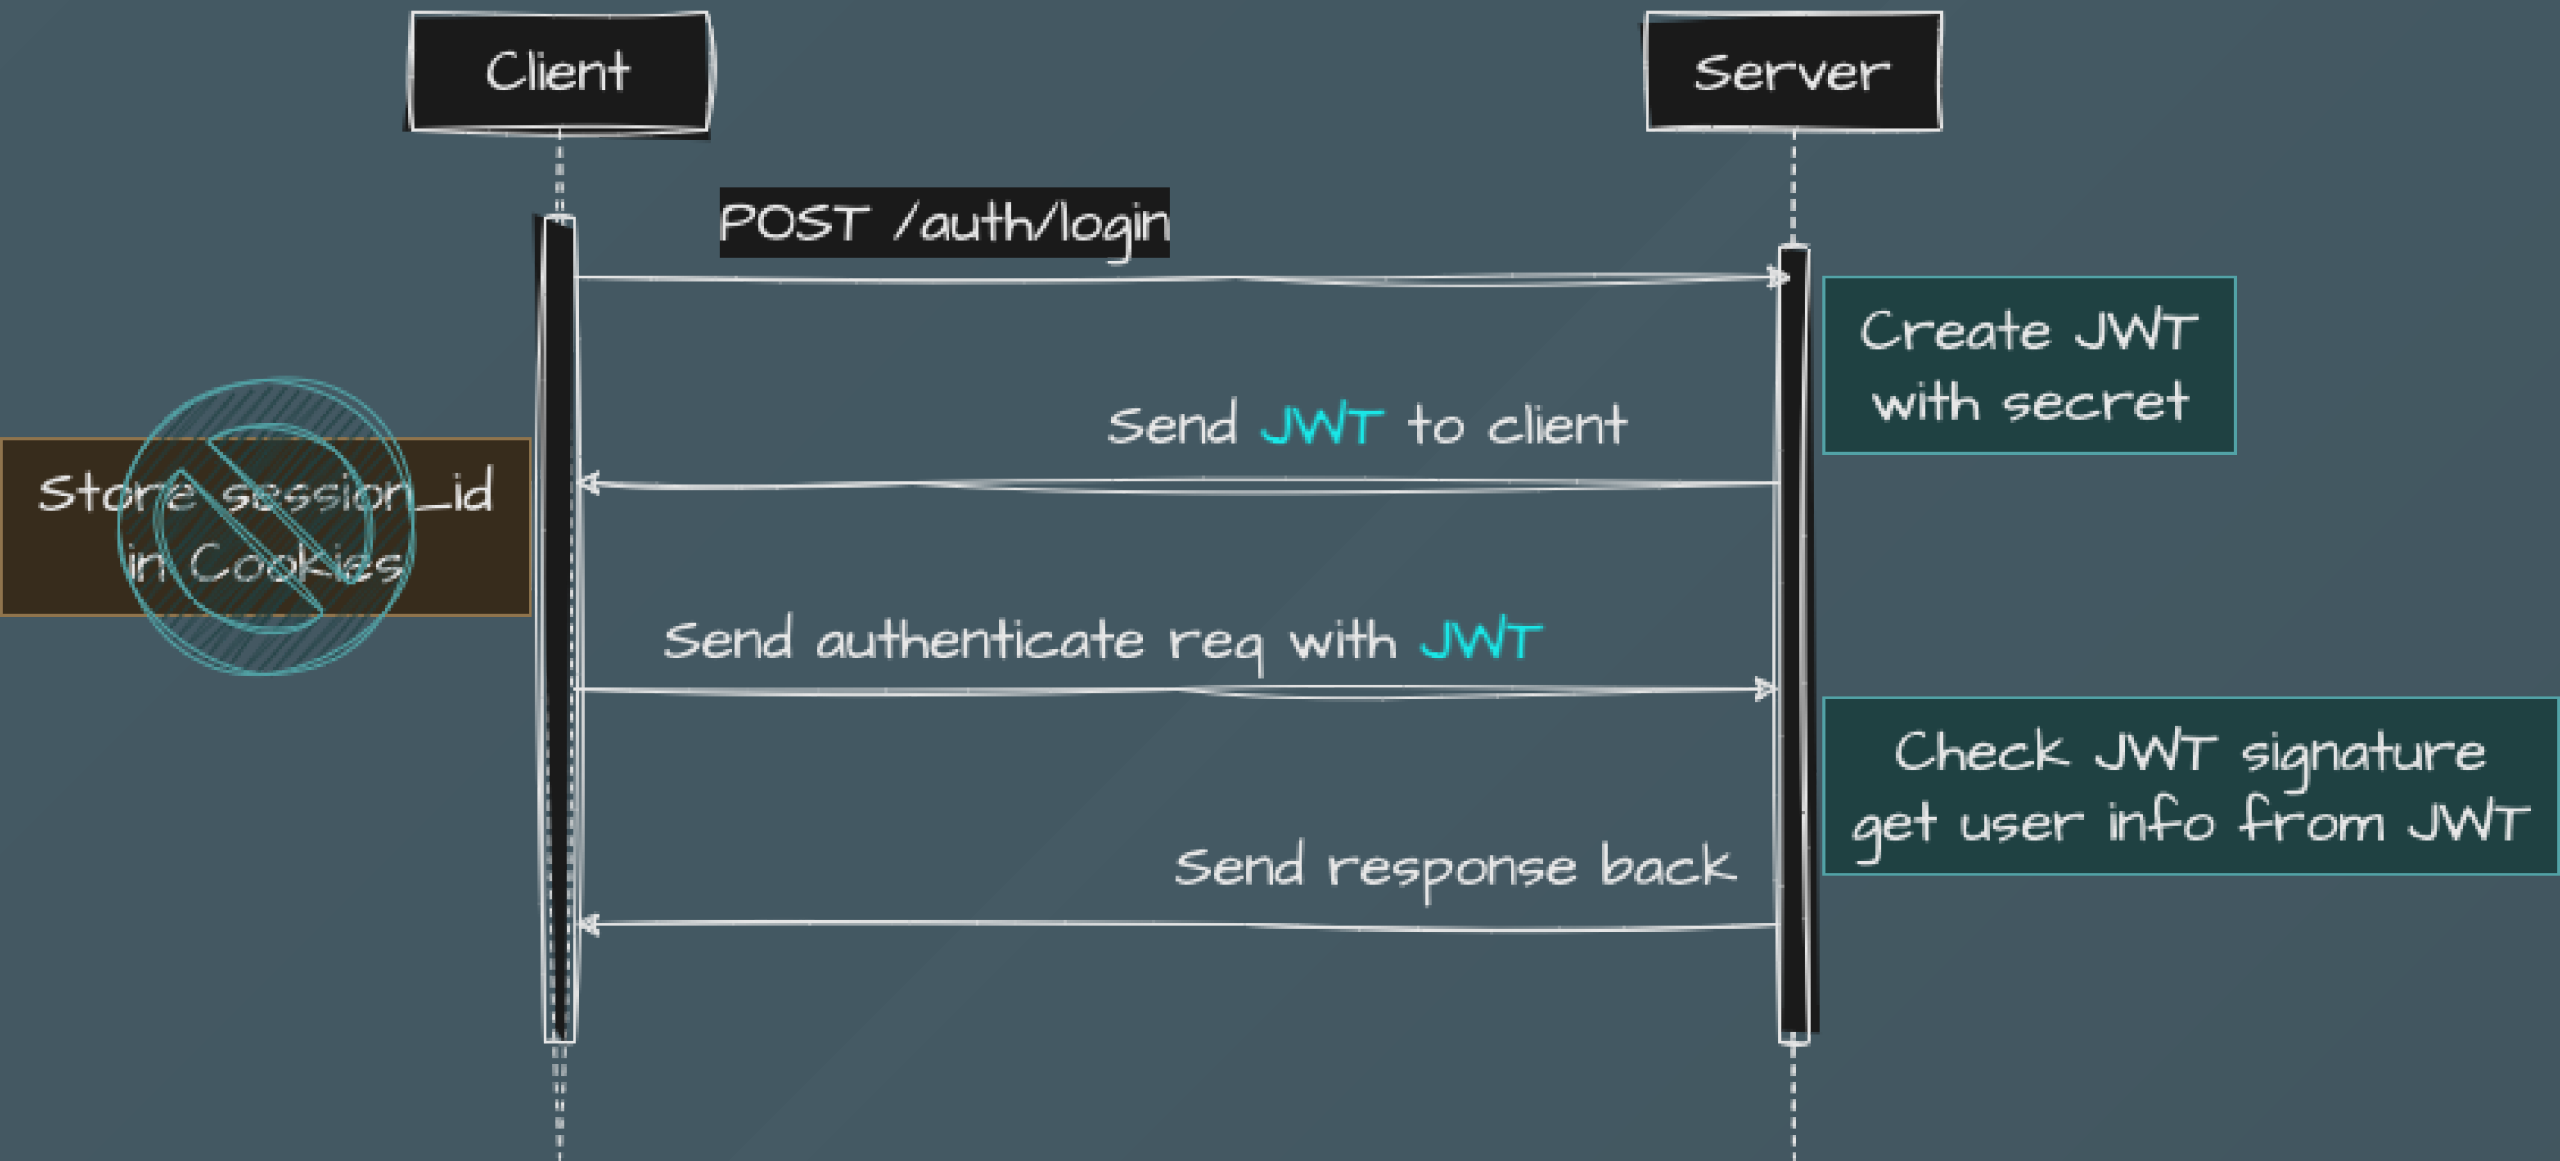 Client
Server
POST /auth/login
Create JWT
with secret
Send JWT to client
Store session_id
in Cookies
Send authenticate req with JWT
Check JWT signature
get user info from JWT
Send response back